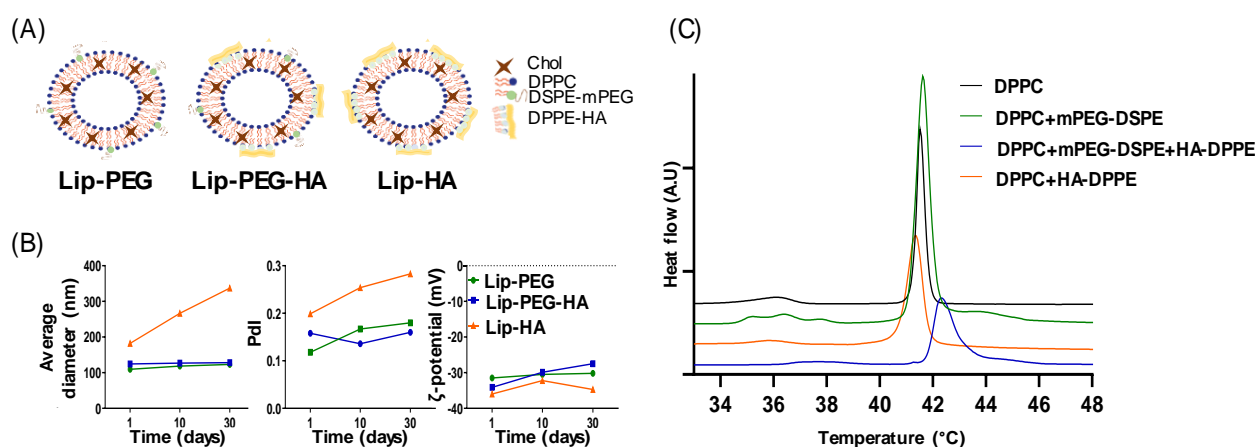 (A)
Chol
DPPC
DSPE-mPEG
DPPE-HA
Lip-PEG
Lip-PEG-HA
Lip-HA
(B)
Average
diameter (nm)
400
300
200
100
0
1
10
30
Time (days)
PdI
0.3
0.2
0.1
0.0
1
10
30
Time (days)
ζ-potential (mV)
0
-10
-20
-30
-40
1
10
30
Time (days)
Lip-PEG
Lip-PEG-HA
Lip-HA
(C)
Heat flow (A.U)
DPPC
DPPC+mPEG-DSPE
DPPC+mPEG-DSPE+HA-DPPE
DPPC+HA-DPPE
34
36
38
40
42
44
46
48
Temperature (°C)